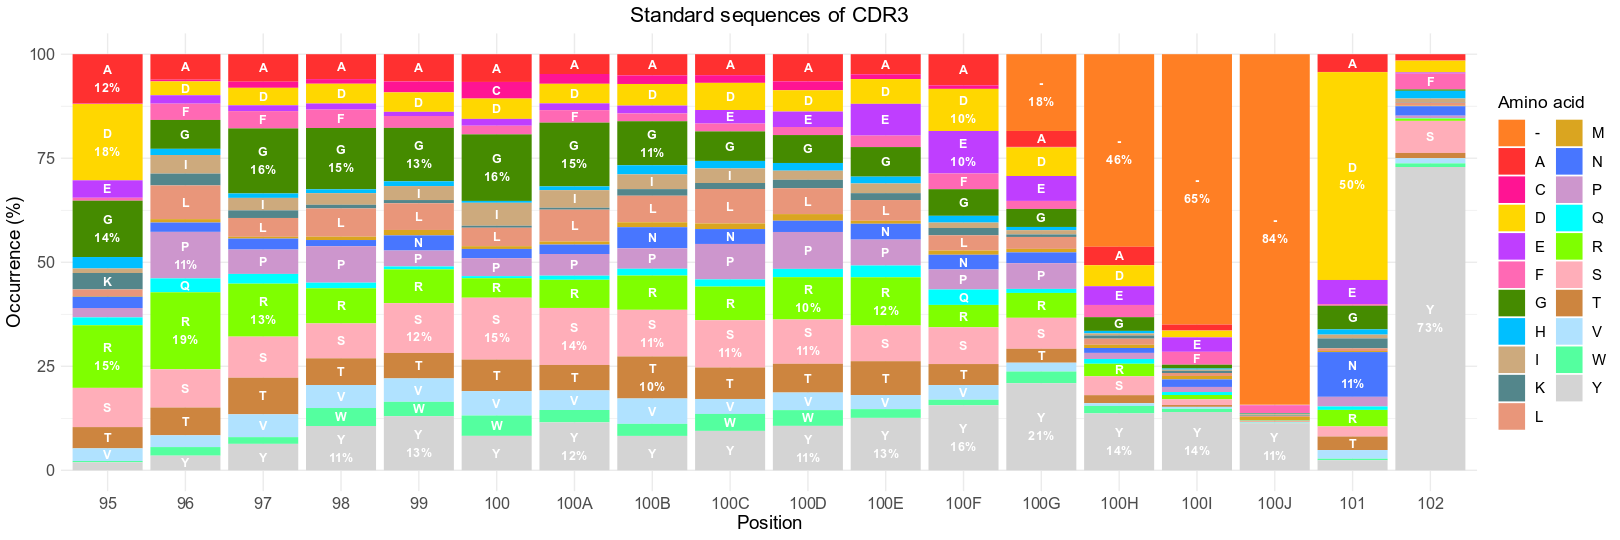 Standard sequences of CDR3
Occurrence (%)
100
75
50
25
0
A
12%
D
18%
E
G
14%
K
R
15%
S
T
V
A
D
F
G
I
L
P
11%
Q
R
19%
S
T
Y
A
D
F
G
16%
I
L
P
R
13%
S
T
V
Y
A
D
F
G
15%
L
P
R
S
T
V
W
Y
11%
A
D
G
13%
I
L
N
P
R
S
12%
T
V
W
Y
13%
A
C
D
G
16%
I
L
P
R
S
15%
T
V
W
Y
A
D
F
G
15%
I
L
P
R
S
14%
T
V
Y
12%
A
D
G
11%
I
L
N
P
R
S
11%
T
10%
V
Y
A
D
E
G
I
L
N
P
R
S
11%
T
V
W
Y
A
D
E
G
L
P
R
10%
S
11%
T
V
W
Y
11%
A
D
E
G
L
N
P
R
12%
S
T
V
Y
13%
A
D
10%
E
10%
F
G
L
N
P
Q
R
S
T
V
Y
16%
-
18%
A
D
E
G
P
R
S
T
Y
21%
-
46%
A
D
E
G
R
S
Y
14%
-
65%
E
F
Y
14%
-
84%
Y
11%
A
D
50%
E
G
N
11%
R
T
F
S
Y
73%
95 96 97 98 99 100 100A 100B 100C 100D 100E 100F 100G 100H 100I 100J 101 102
Position
Amino acid
- M
A N
C P
D Q
E R
F S
G T
H V
I W
K Y
L